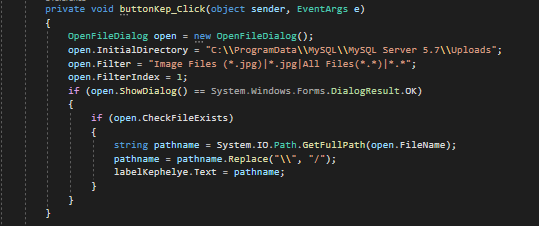 private void buttonKep_Click(object sender, EventArgs e)
{
OpenFileDialog open = new OpenFileDialog();
open.InitialDirectory = "C:\\ProgramData\\MySQL\\MySQL Server 5.7\\Uploads";
open.Filter = "Image Files (*.jpg)|*.jpg|All Files(*.*)|*.*";
open.FilterIndex = 1;
if (open.ShowDialog() == System.Windows.Forms.DialogResult.OK)
{
if (open.CheckFileExists)
{
string pathname = System.IO.Path.GetFullPath(open.FileName);
pathname = pathname.Replace("\\", "/");
labelKephelye.Text = pathname;
}
}
}